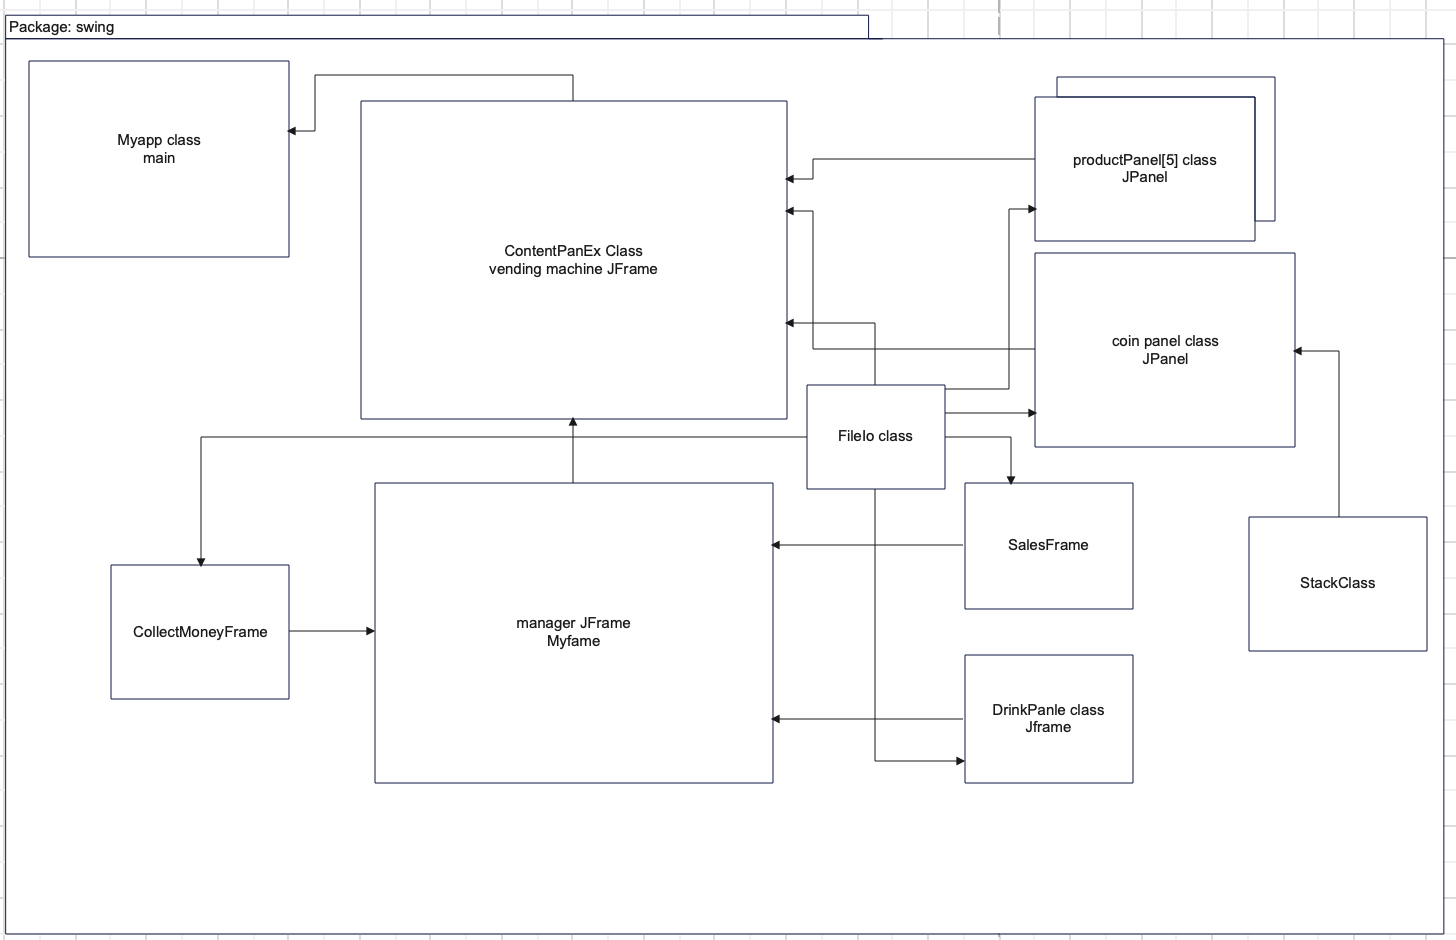 Package: swing
Myapp class
main
ContentPanEx Class
vending machine JFrame
productPanel[5] class
JPanel
coin panel class
JPanel
FileIo class
SalesFrame
StackClass
CollectMoneyFrame
manager JFrame
Myfame
DrinkPanle class
Jframe